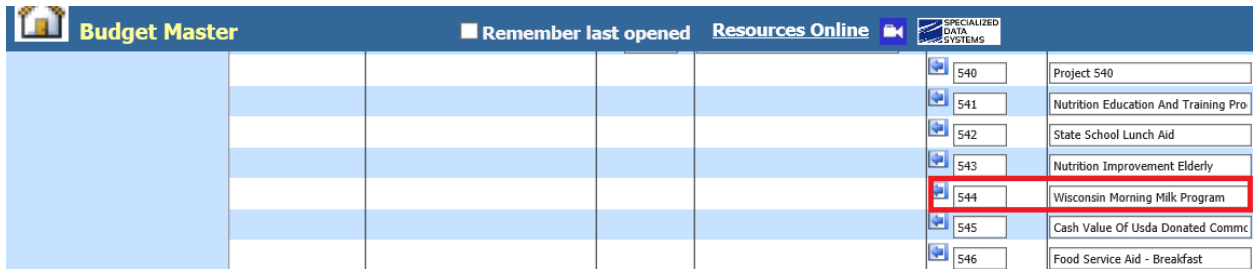 Budget Master
Remember last opened
Resources Online
SPECIALIZED
DATA
SYSTEMS
540 Project 540
541 Nutrition Education And Training Pro
542 State School Lunch Aid
543 Nutrition Improvement Elderly
544 Wisconsin Morning Milk Program
545 Cash Value Of Usda Donated Commo
546 Food Service Aid - Breakfast